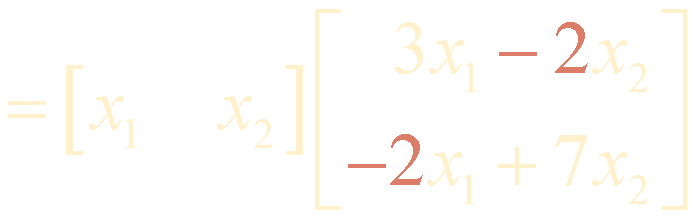 = [ x₁ x₂ ] [ 3x₁ − 2x₂
−2x₁ + 7x₂ ]